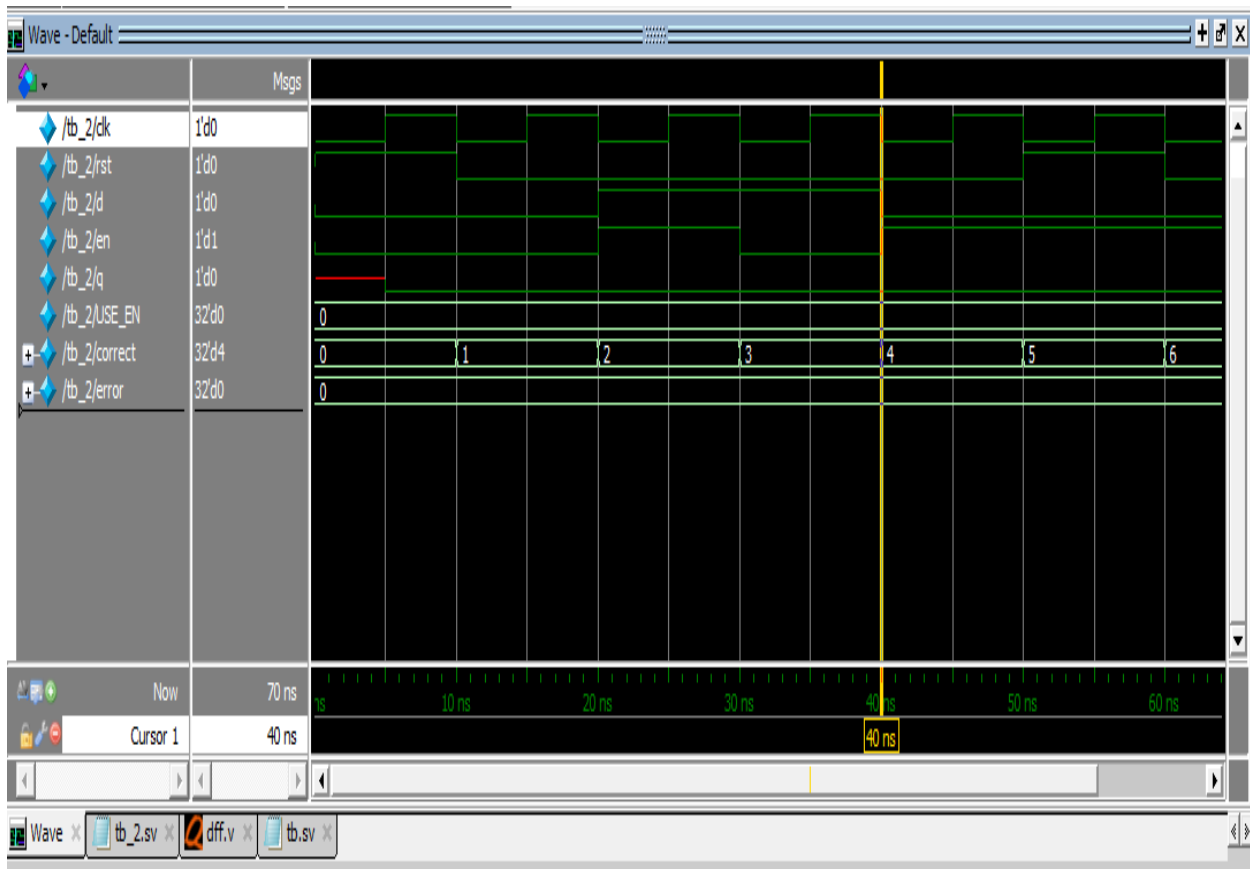 Wave - Default
Msgs
/tb_2/clk 1'd0
/tb_2/rst 1'd0
/tb_2/d 1'd0
/tb_2/en 1'd1
/tb_2/q 1'd0
/tb_2/USE_EN 32'd0 0
/tb_2/correct 32'd4 0 1 2 3 4 5 6
/tb_2/error 32'd0 0
Now 70 ns ns 10 ns 20 ns 30 ns 40 ns 50 ns 60 ns
Cursor 1 40 ns 40 ns
Wave tb_2.sv dff.v tb.sv